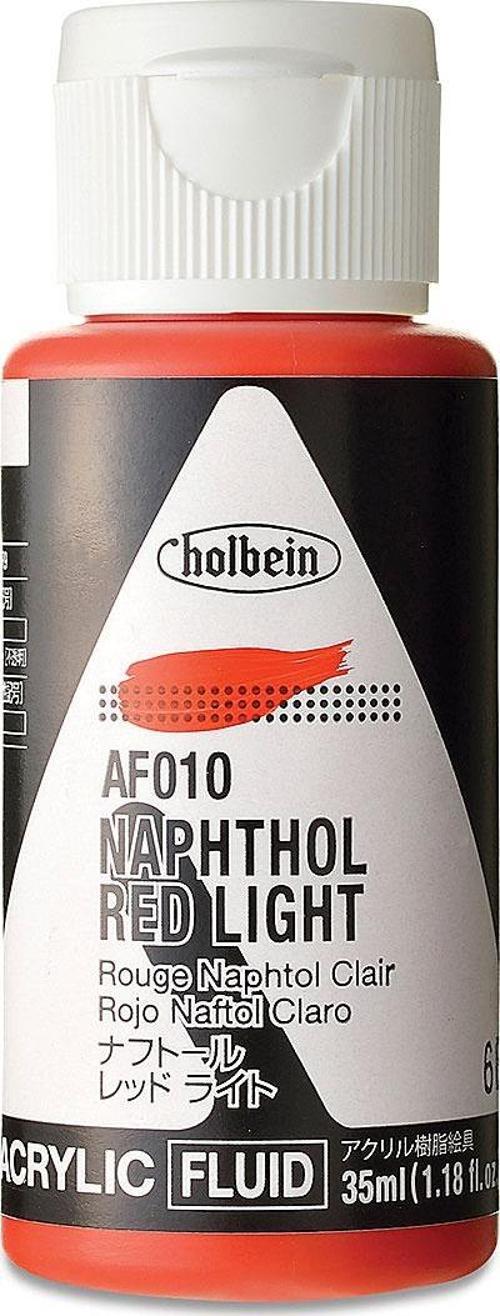 holbein
AF010
NAPHTHOL
RED LIGHT
Rouge Naphtol Clair
Rojo Naftol Claro
ナフトール
レッド ライト
6
ACRYLIC FLUID
アクリル樹脂絵具
35ml (1.18 fl.oz